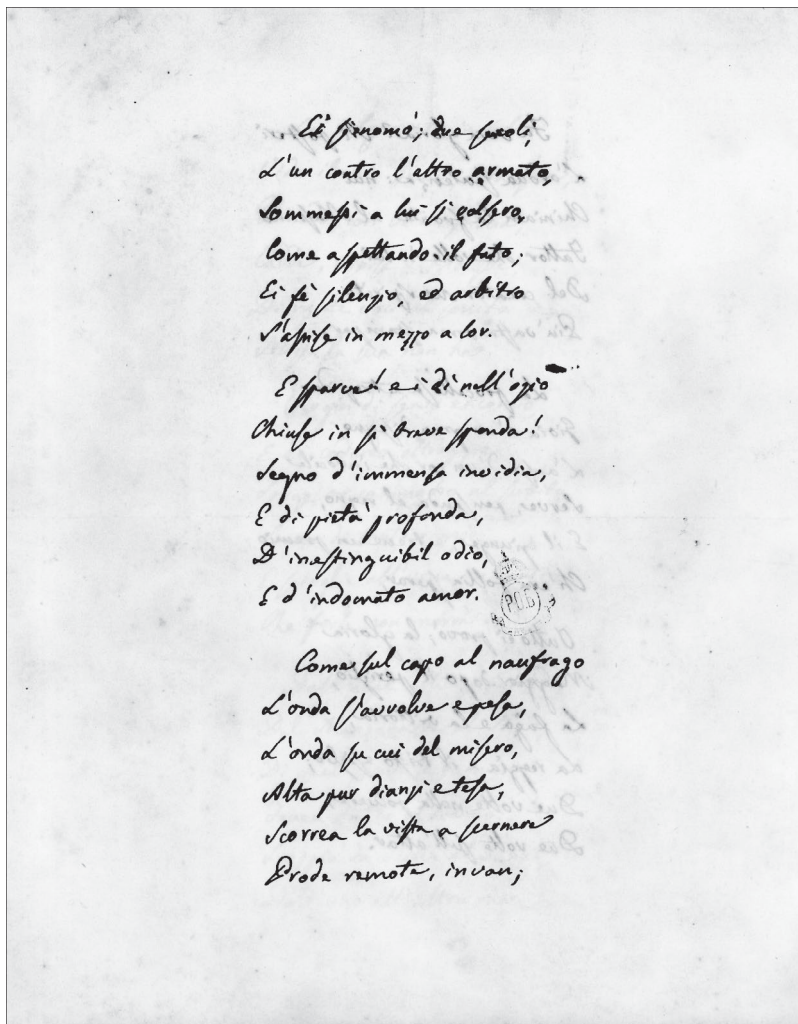 Ei si nomò; due secoli,
L'un contro l'altro armato,
Sommessi a lui si volsero,
Come aspettando il fato;
Ei fè silenzio, ed arbitro
S'assise in mezzo a lor.
E sparve! e i dì nell'ozio
Chiuse in sì breve sponda!
Segno d'immensa invidia,
E di pietà profonda,
D'inestinguibil odio,
E d'indomato amor.
P.O.B
Come sul capo al naufrago
L'onda s'avvolve e pesa,
L'onda su cui del misero,
Alta pur dianzi e tesa,
Scorrea la vista a scernere
Prode remote, invan;